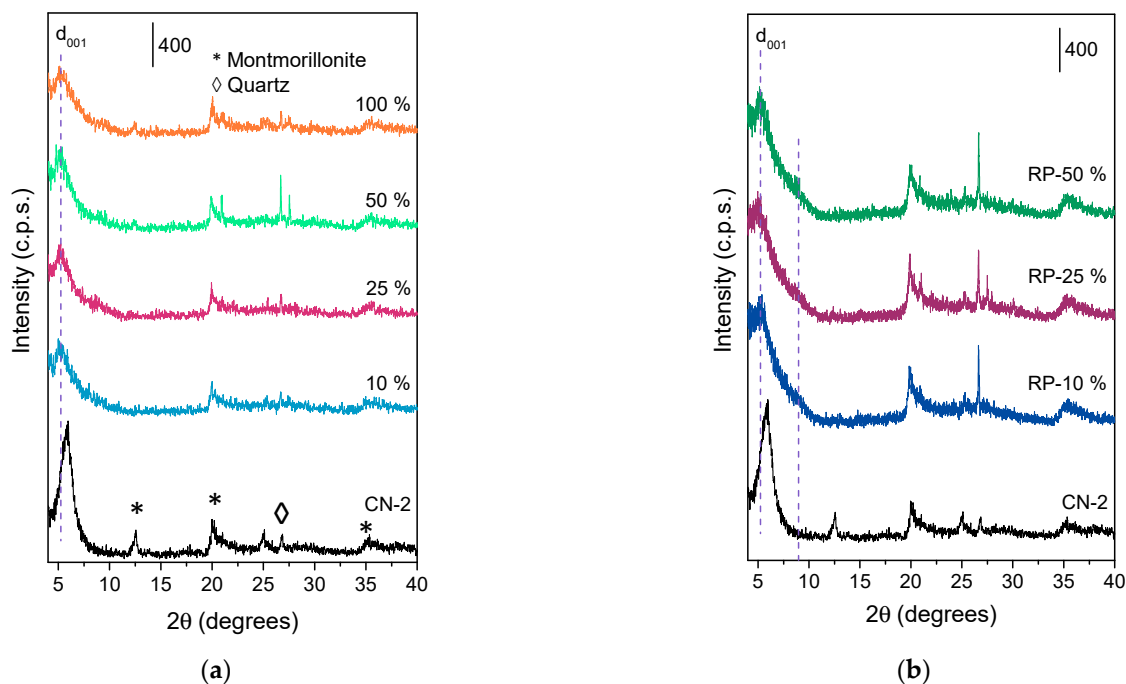 d001
400
* Montmorillonite
◊ Quartz
100 %
50 %
25 %
10 %
CN-2
*
*
◊
*
Intensity (c.p.s.)
5 10 15 20 25 30 35 40
2θ (degrees)
(a)
d001
400
RP-50 %
RP-25 %
RP-10 %
CN-2
Intensity (c.p.s.)
5 10 15 20 25 30 35 40
2θ (degrees)
(b)